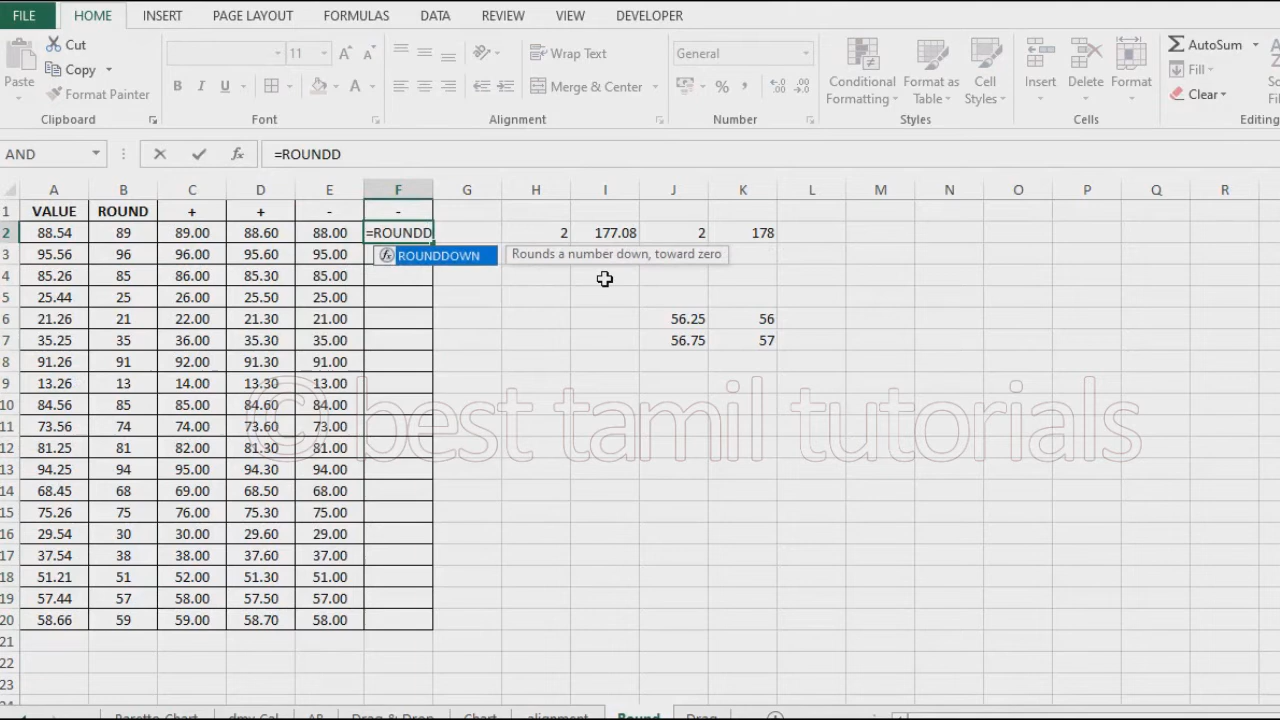 FILE HOME INSERT PAGE LAYOUT FORMULAS DATA REVIEW VIEW DEVELOPER
Cut
Copy
Format Painter
Paste
11
B I U
Wrap Text
Merge & Center
General
% ,
Conditional Formatting
Format as Table
Cell Styles
Insert Delete Format
AutoSum
Fill
Clear
Clipboard Font Alignment Number Styles Cells Editing
AND fx =ROUNDD
A B C D E F G H I J K L M N O P Q R
1 VALUE ROUND + + - -
2 88.54 89 89.00 88.60 88.00 =ROUNDD 2 177.08 2 178
3 95.56 96 96.00 95.60 95.00 ROUNDDOWN Rounds a number down, toward zero
4 85.26 85 86.00 85.30 85.00
5 25.44 25 26.00 25.50 25.00
6 21.26 21 22.00 21.30 21.00 56.25 56
7 35.25 35 36.00 35.30 35.00 56.75 57
8 91.26 91 92.00 91.30 91.00
9 13.26 13 14.00 13.30 13.00
10 84.56 85 85.00 84.60 84.00
11 73.56 74 74.00 73.60 73.00
12 81.25 81 82.00 81.30 81.00
13 94.25 94 95.00 94.30 94.00
14 68.45 68 69.00 68.50 68.00
15 75.26 75 76.00 75.30 75.00
16 29.54 30 30.00 29.60 29.00
17 37.54 38 38.00 37.60 37.00
18 51.21 51 52.00 51.30 51.00
19 57.44 57 58.00 57.50 57.00
20 58.66 59 59.00 58.70 58.00
21
22
23
© best tamil tutorials
Paretto Chart dmy Cal AB Drag & Drop Chart alignment Round Drag